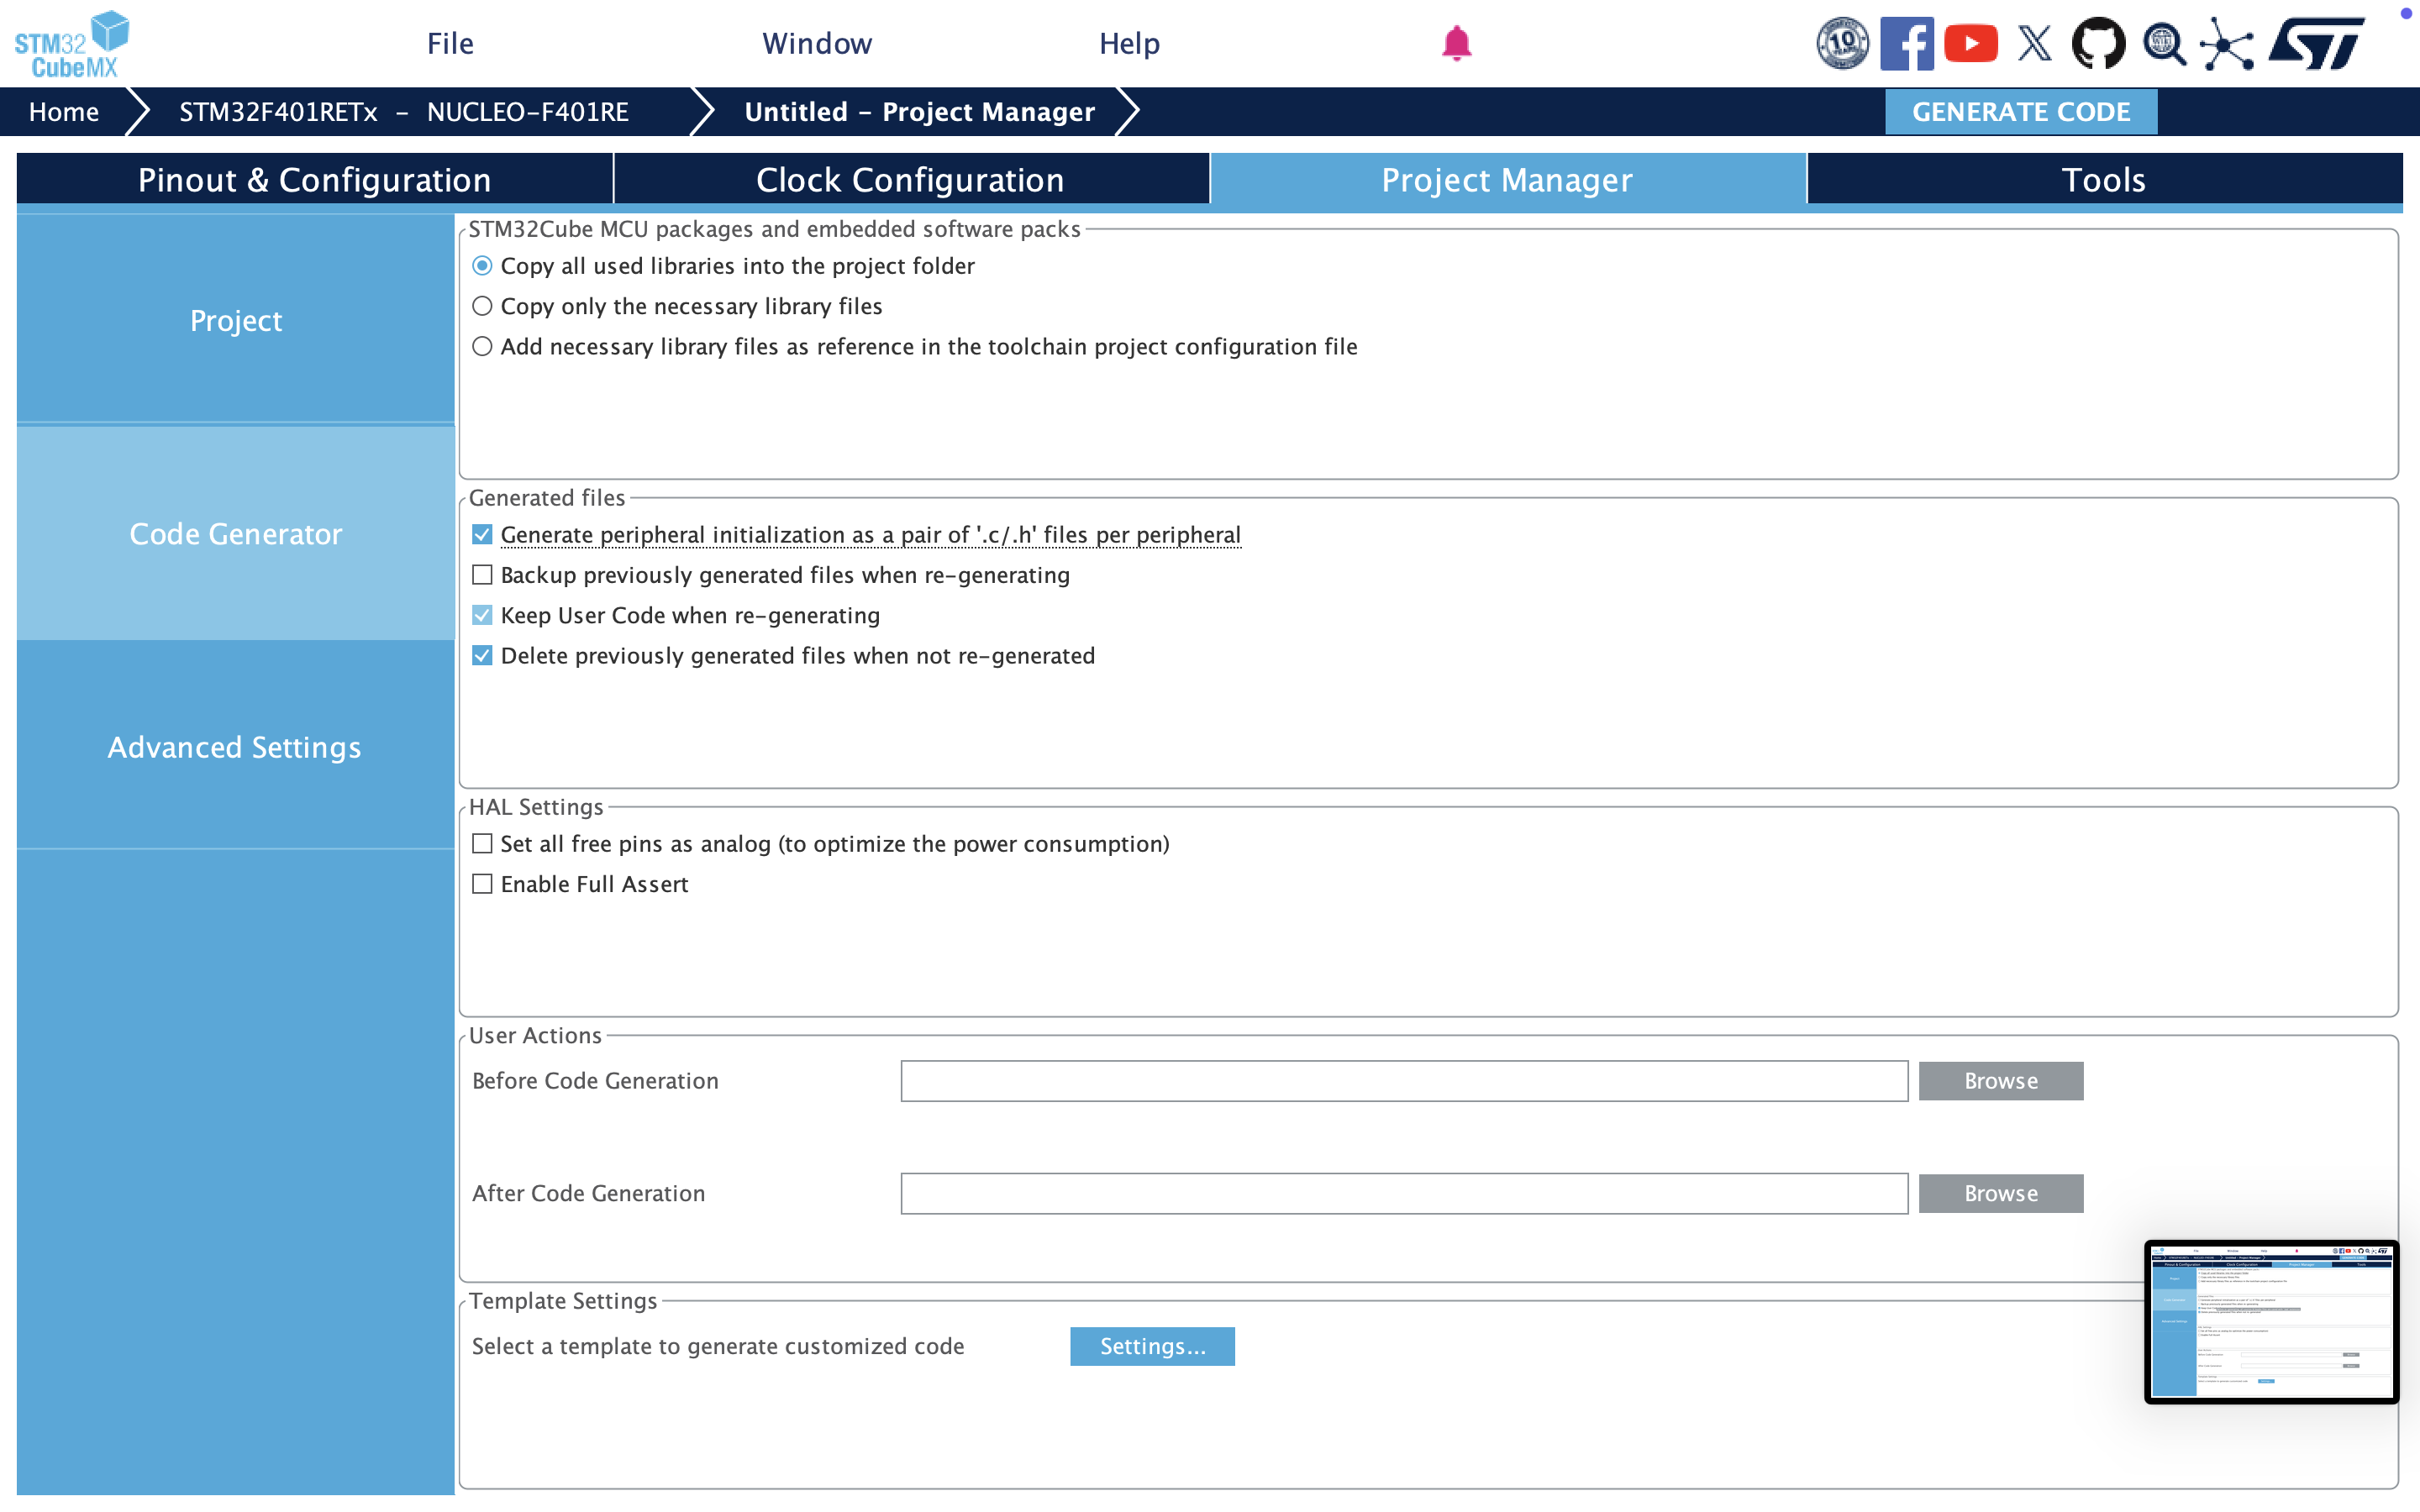 STM32
CubeMX
File
Window
Help
10
Home
STM32F401RETx - NUCLEO-F401RE
Untitled - Project Manager
GENERATE CODE
Pinout & Configuration
Clock Configuration
Project Manager
Tools
Project
Code Generator
Advanced Settings
STM32Cube MCU packages and embedded software packs
Copy all used libraries into the project folder
Copy only the necessary library files
Add necessary library files as reference in the toolchain project configuration file
Generated files
Generate peripheral initialization as a pair of '.c/.h' files per peripheral
Backup previously generated files when re-generating
Keep User Code when re-generating
Delete previously generated files when not re-generated
HAL Settings
Set all free pins as analog (to optimize the power consumption)
Enable Full Assert
User Actions
Before Code Generation
Browse
After Code Generation
Browse
Template Settings
Select a template to generate customized code
Settings...